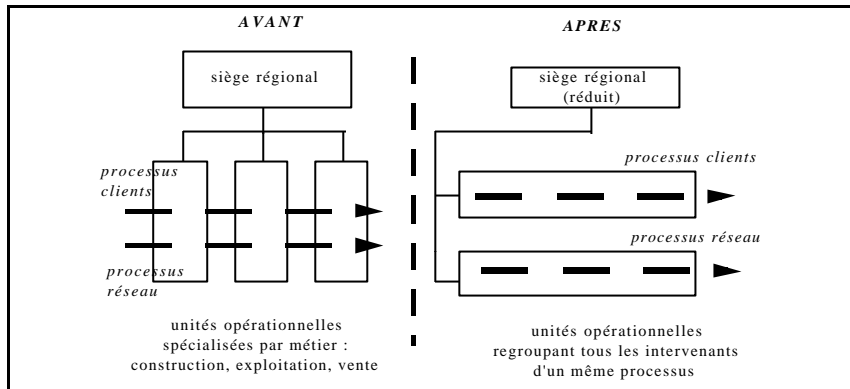 AVANT
siège régional
processus
clients
processus
réseau
unités opérationnelles
spécialisées par métier :
construction, exploitation, vente
APRES
siège régional
(réduit)
processus clients
processus réseau
unités opérationnelles
regroupant tous les intervenants
d'un même processus